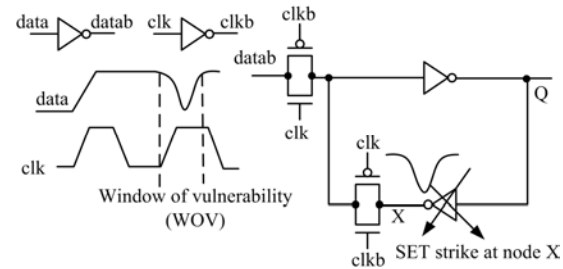 data datab clk clkb
clkb
datab
clk
data
clk
Window of vulnerability
(WOV)
Q
clk
X
clkb
SET strike at node X